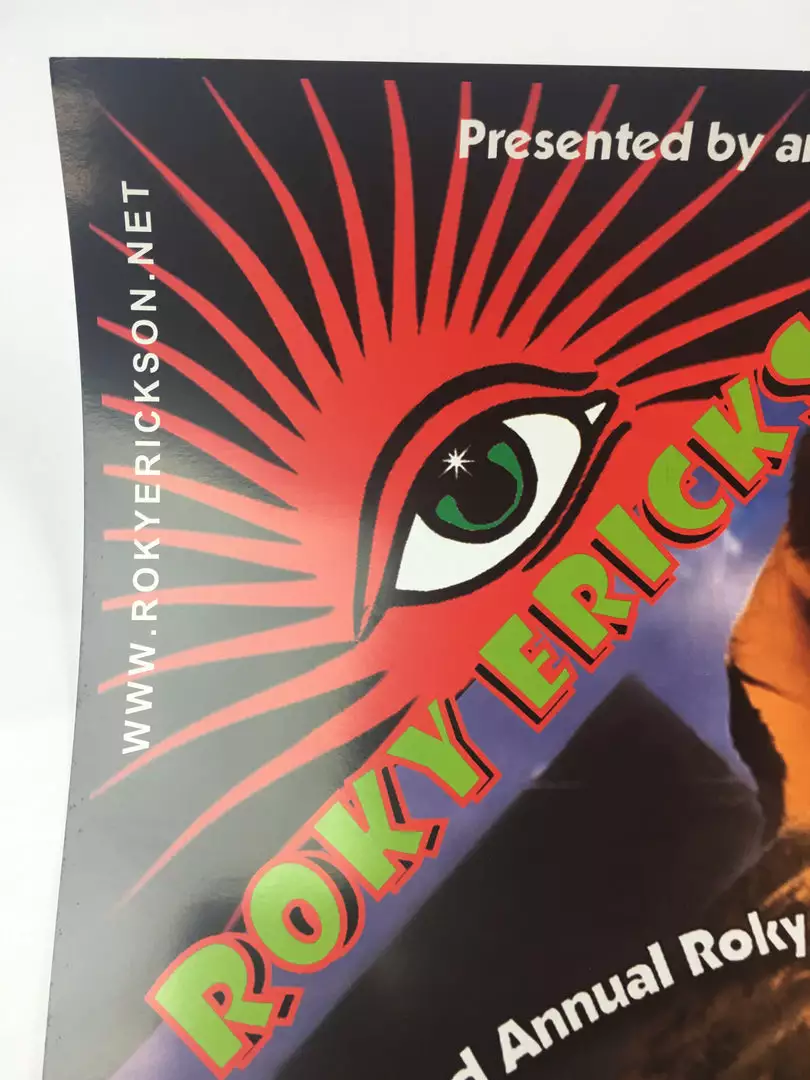 Presented by
WWW.ROKYERICKSON.NET
ROKY ERICKS
Annual Roky